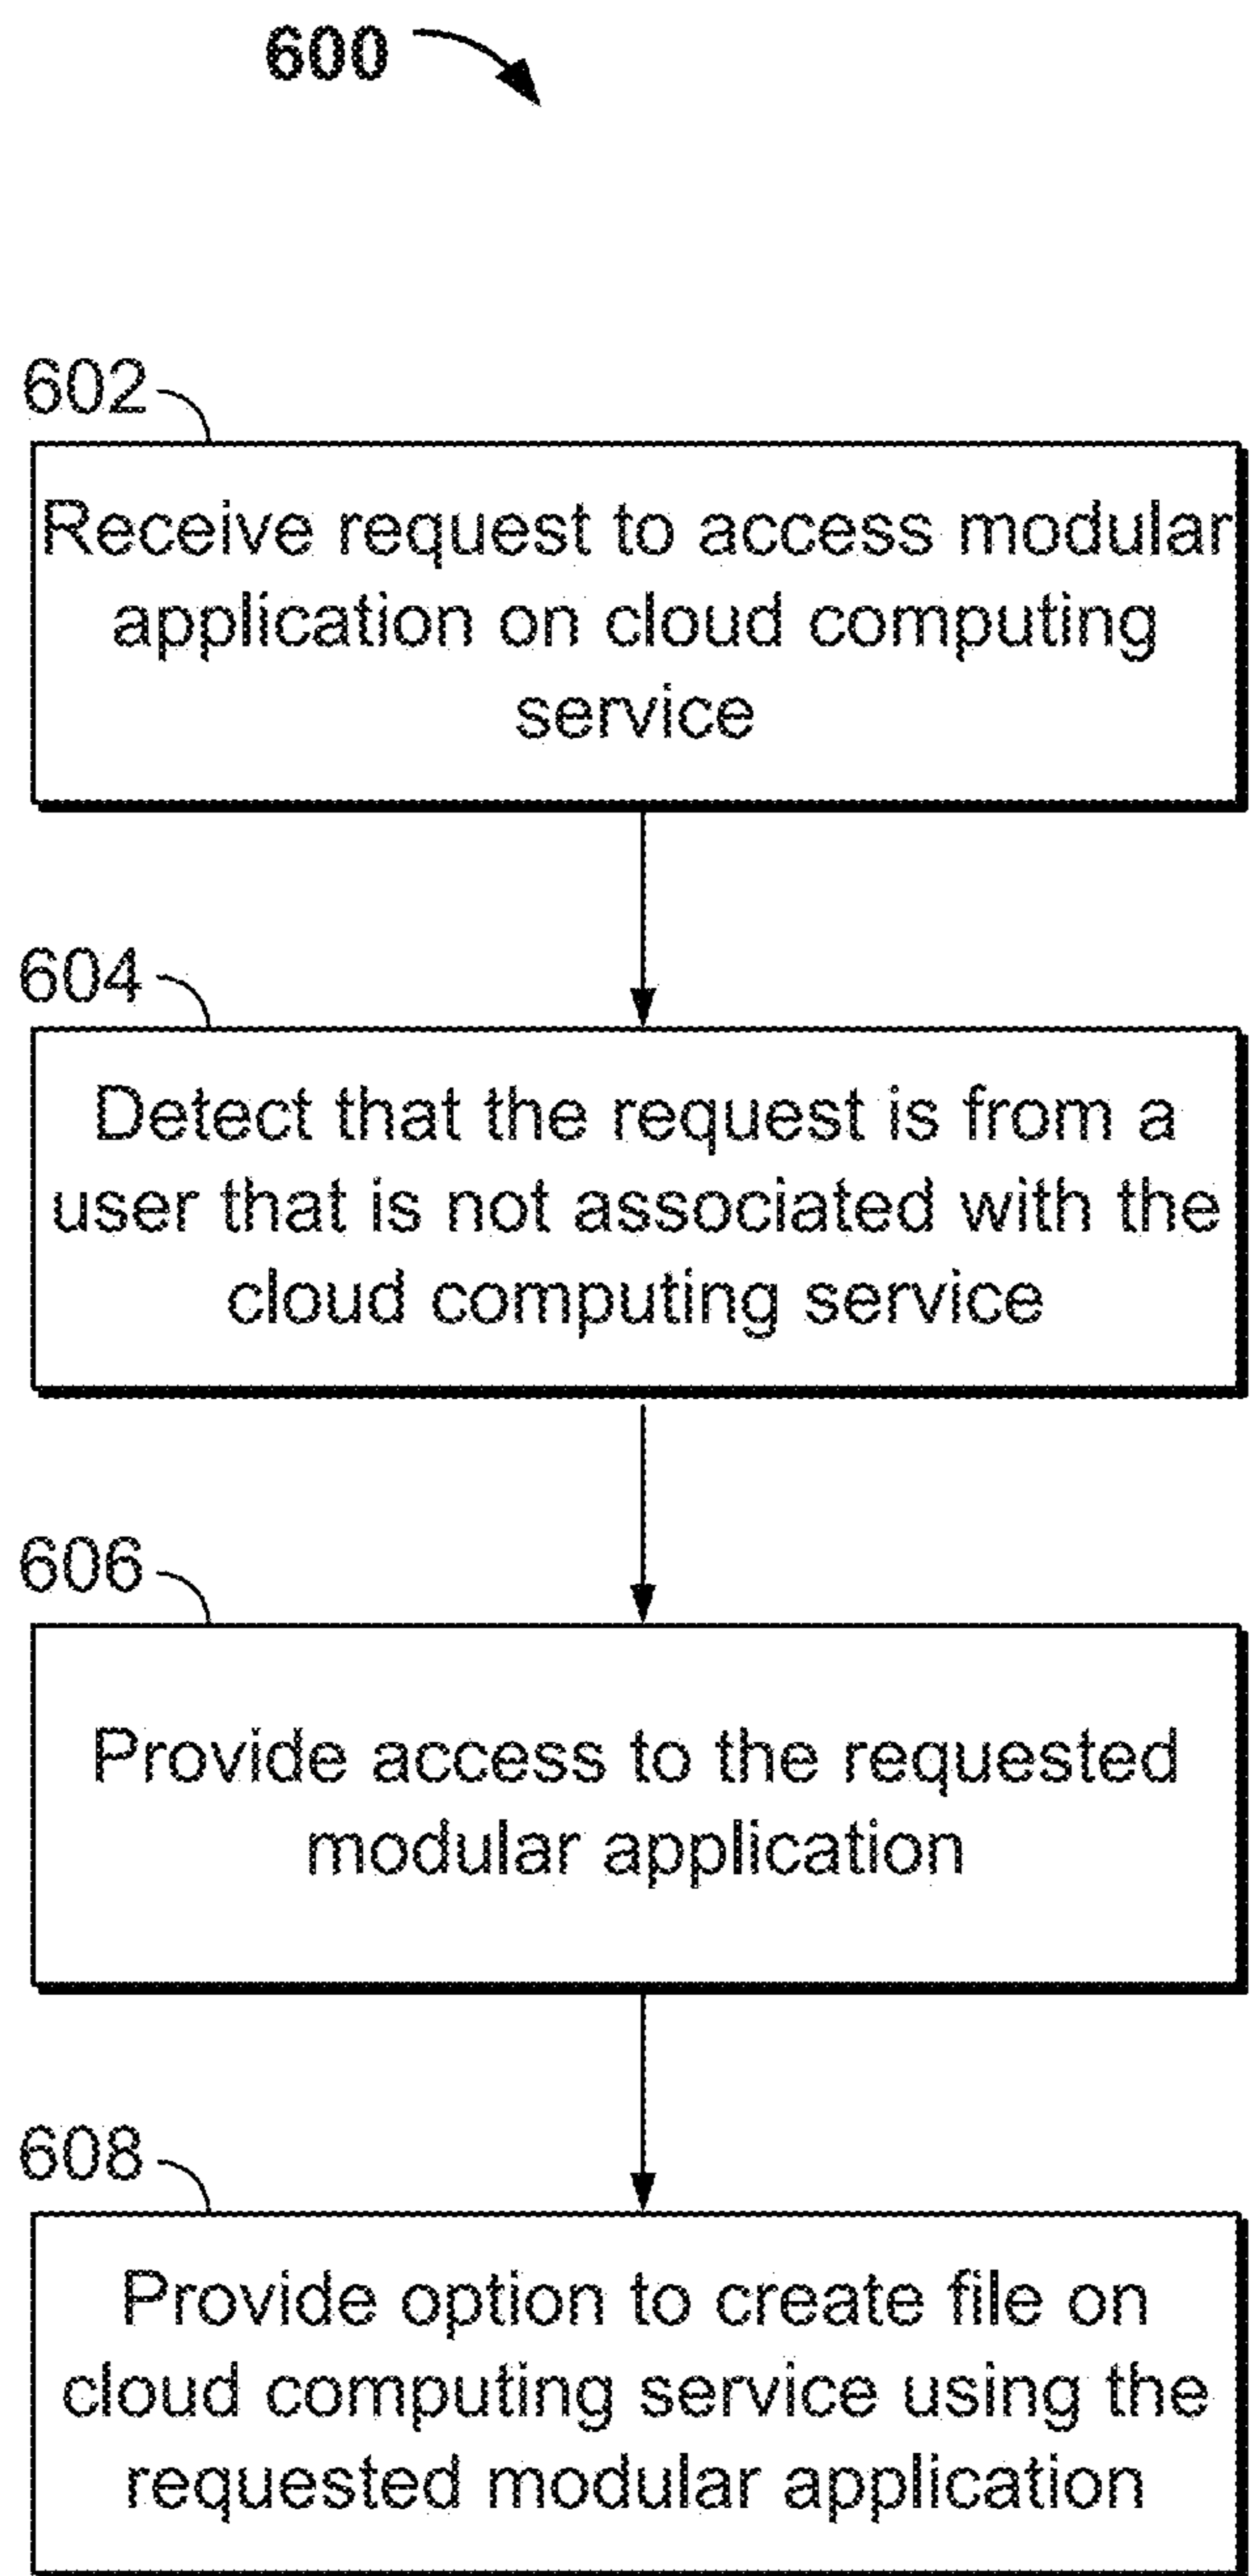 600
602
Receive request to access modular
application on cloud computing
service
604
Detect that the request is from a
user that is not associated with the
cloud computing service
606
Provide access to the requested
modular application
608
Provide option to create file on
cloud computing service using the
requested modular application